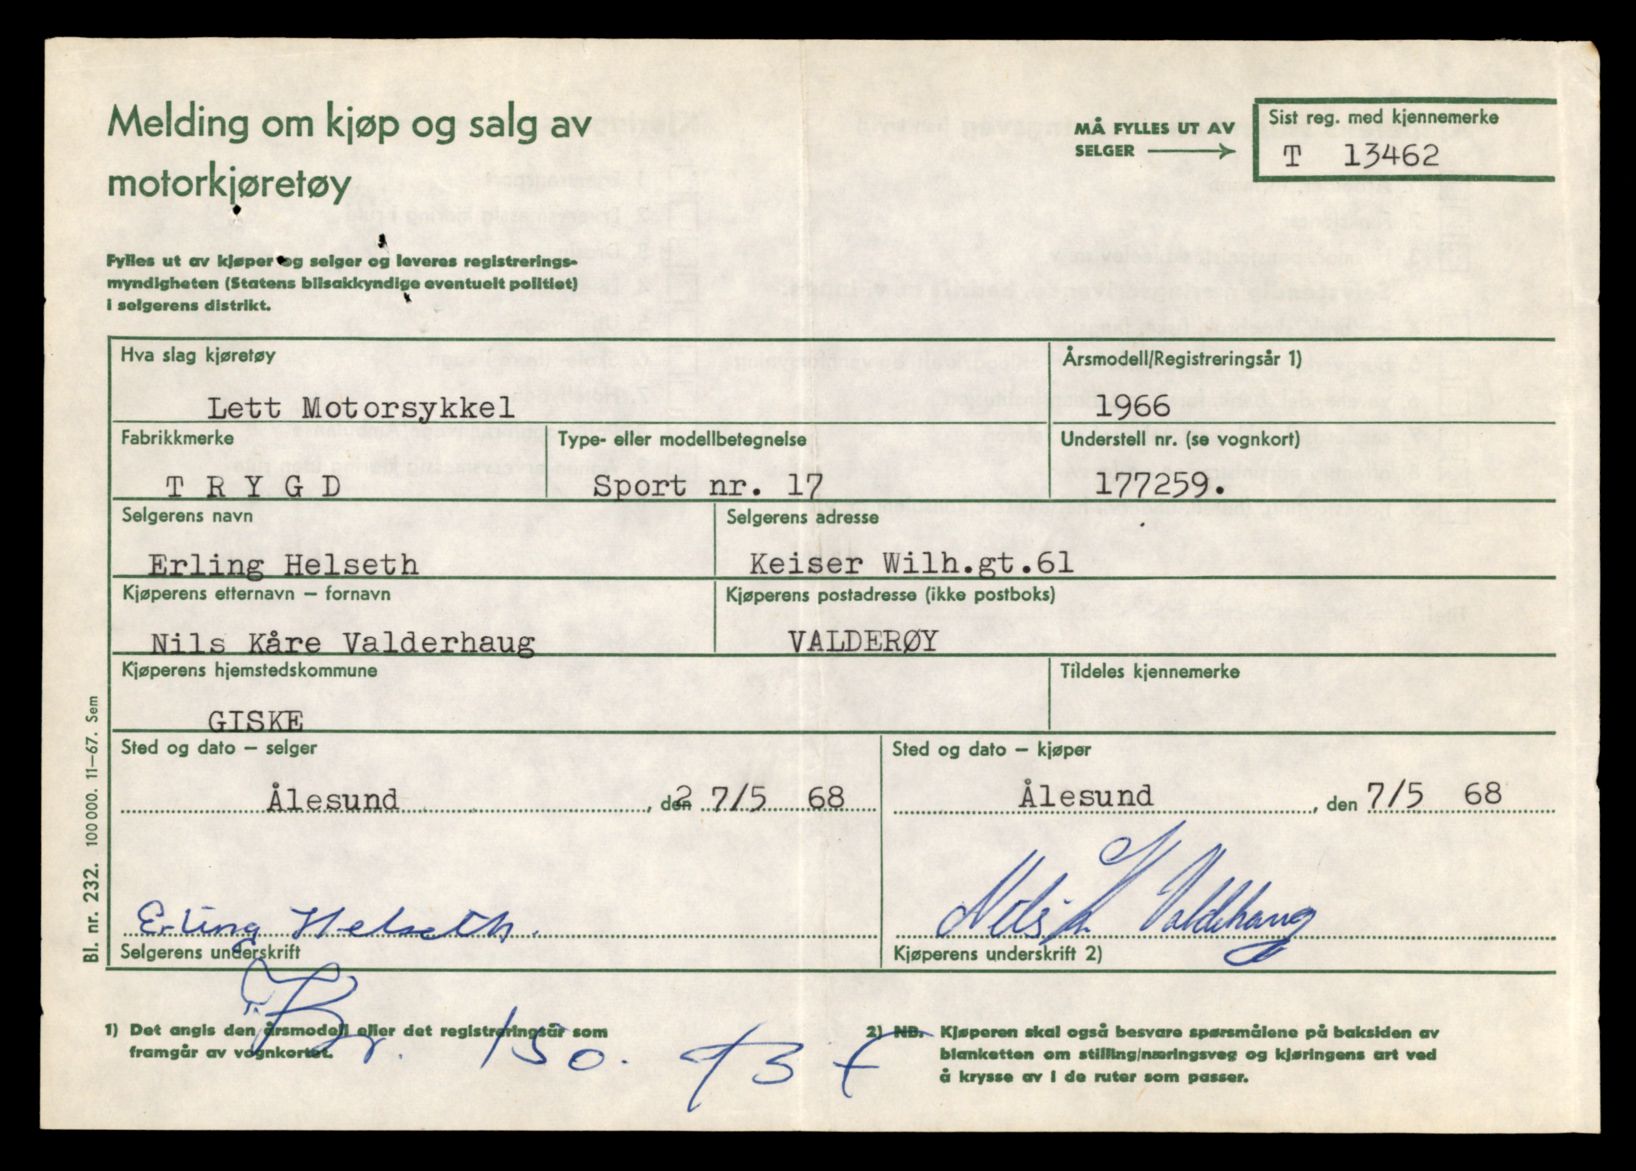 Melding om kjøp og salg av
motorkjøretøy
MÅ FYLLES UT AV
SELGER
Sist reg. med kjennemerke
T 13462
Fylles ut av kjøper og selger og leveres registrerings-
myndigheten (Statens bilsakkyndige eventuelt politiet)
i selgerens distrikt.
Hva slag kjøretøy
Årsmodell/Registreringsår 1)
Lett Motorsykkel
1966
Fabrikkmerke
Type- eller modellbetegnelse
Understell nr. (se vognkort)
T R Y G D
Sport nr. 17
177259.
Selgerens navn
Selgerens adresse
Erling Helseth
Keiser Wilh.gt.61
Kjøperens etternavn – fornavn
Kjøperens postadresse (ikke postboks)
Nils Kåre Valderhaug
VALDERØY
Kjøperens hjemstedskommune
Tildeles kjennemerke
GISKE
Sted og dato – selger
Sted og dato – kjøper
Ålesund, den 7/5 68
Ålesund, den 7/5 68
Erling Helseth.
Nils K Valderhaug
Selgerens underskrift
Kjøperens underskrift 2)
Kr. 150.
1) Det angis den årsmodell eller det registreringsår som
framgår av vognkortet.
2) NB. Kjøperen skal også besvare spørsmålene på baksiden av
blanketten om stilling/næringsveg og kjøringens art ved
å krysse av i de ruter som passer.
Bl. nr. 232. 100 000. 11–67. Sem